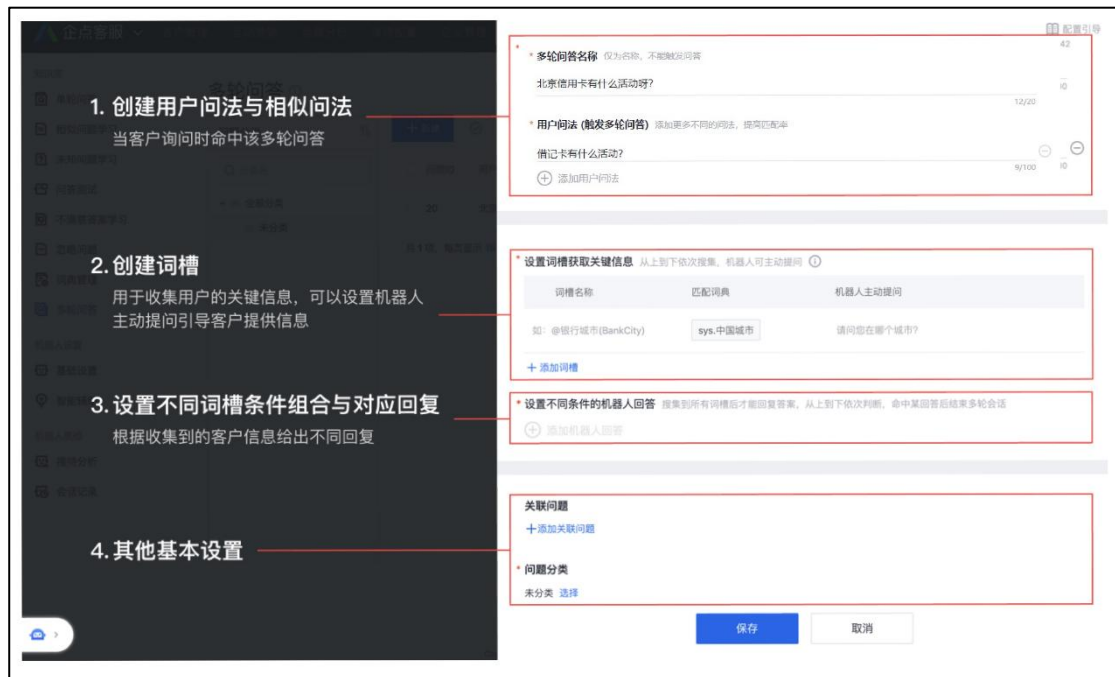 企点客服
配置引导
42
* 多轮问答名称 仅为名称，不能触发问答
北京信用卡有什么活动呀?
12/20
* 用户问法 (触发多轮问答) 添加更多不同的问法，提高匹配率
借记卡有什么活动?
9/100
添加用户问法
1. 创建用户问法与相似问法
当客户询问时命中该多轮问答
多轮问答
未分类
20
2. 创建词槽
用于收集用户的关键信息，可以设置机器人
主动提问引导客户提供信息
* 设置词槽获取关键信息 从上到下依次搜集，机器人可主动提问
词槽名称 匹配词典 机器人主动提问
如: @银行城市(BankCity) sys.中国城市 请问您在哪个城市?
+ 添加词槽
3. 设置不同词槽条件组合与对应回复
根据收集到的客户信息给出不同回复
* 设置不同条件的机器人回答 搜集到所有词槽后才能回复答案，从上到下依次判断，命中某回答后结束多轮会话
添加机器人回答
4. 其他基本设置
关联问题
+添加关联问题
* 问题分类
未分类 选择
保存 取消